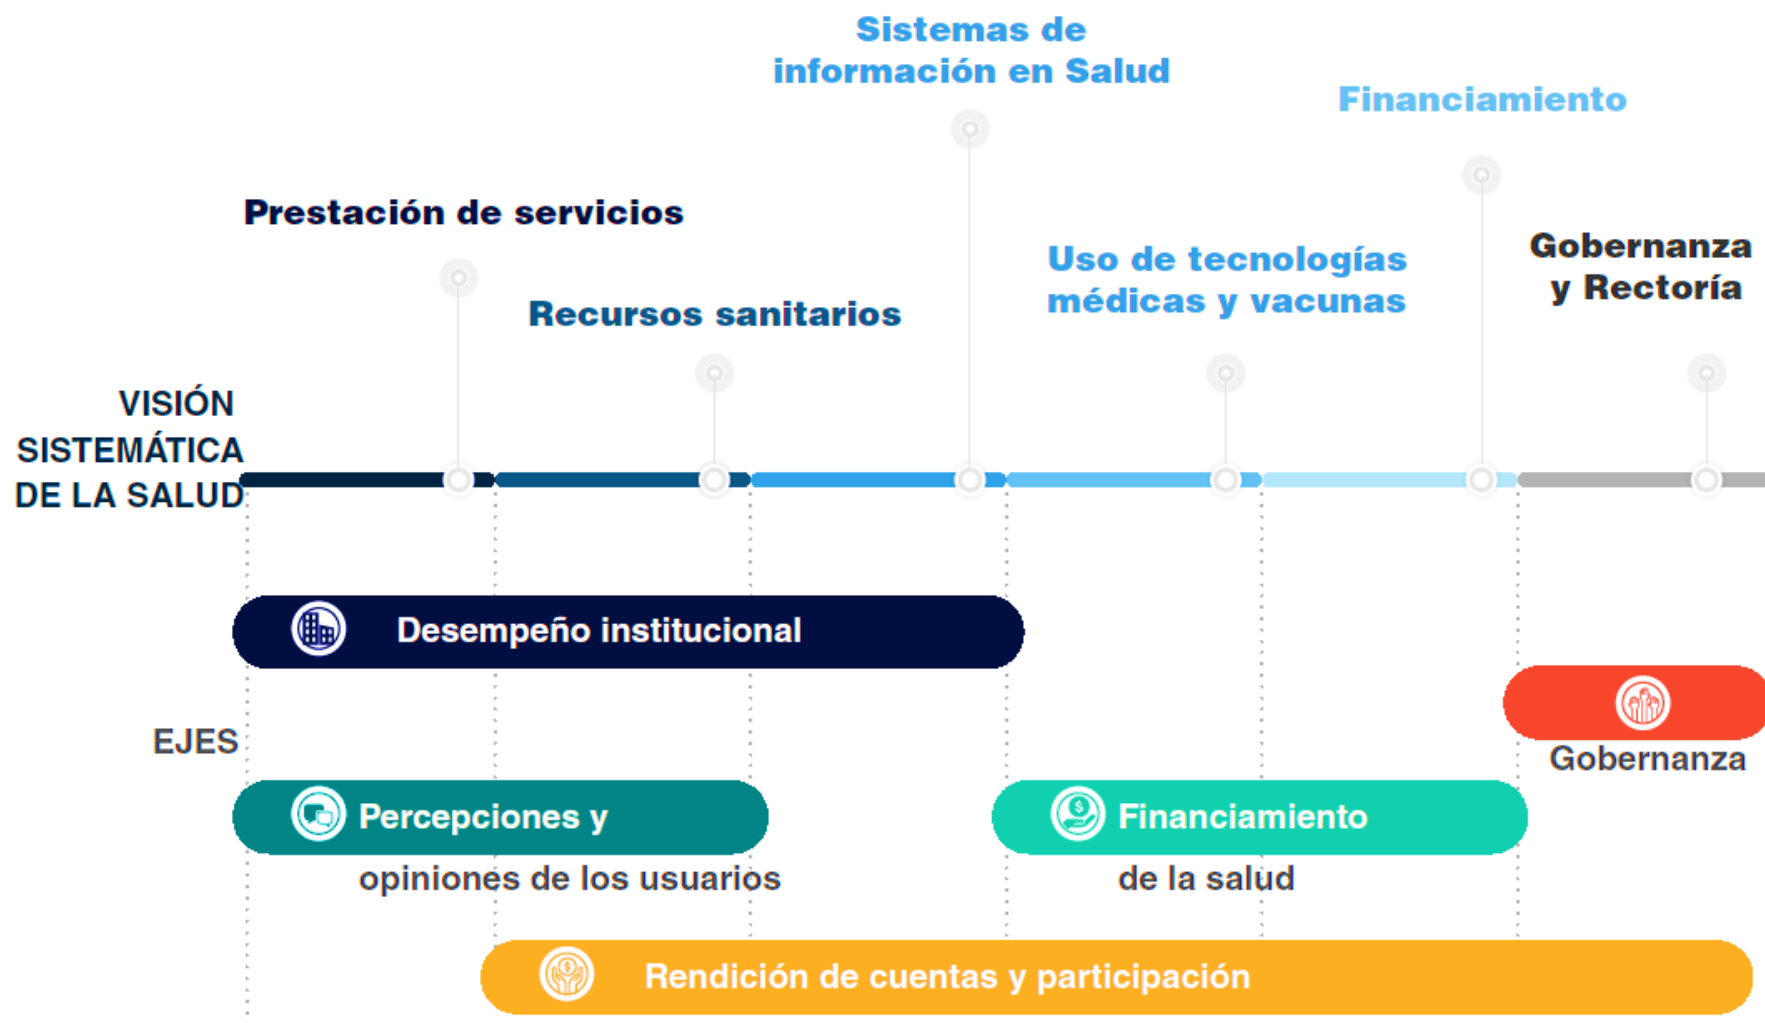 Sistemas de
información en Salud
Financiamiento
Prestación de servicios
Gobernanza
y Rectoría
Uso de tecnologías
médicas y vacunas
Recursos sanitarios
VISIÓN
SISTEMÁTICA
DE LA SALUD
Desempeño institucional
EJES
Gobernanza
Percepciones y
opiniones de los usuarios
Financiamiento
de la salud
Rendición de cuentas y participación